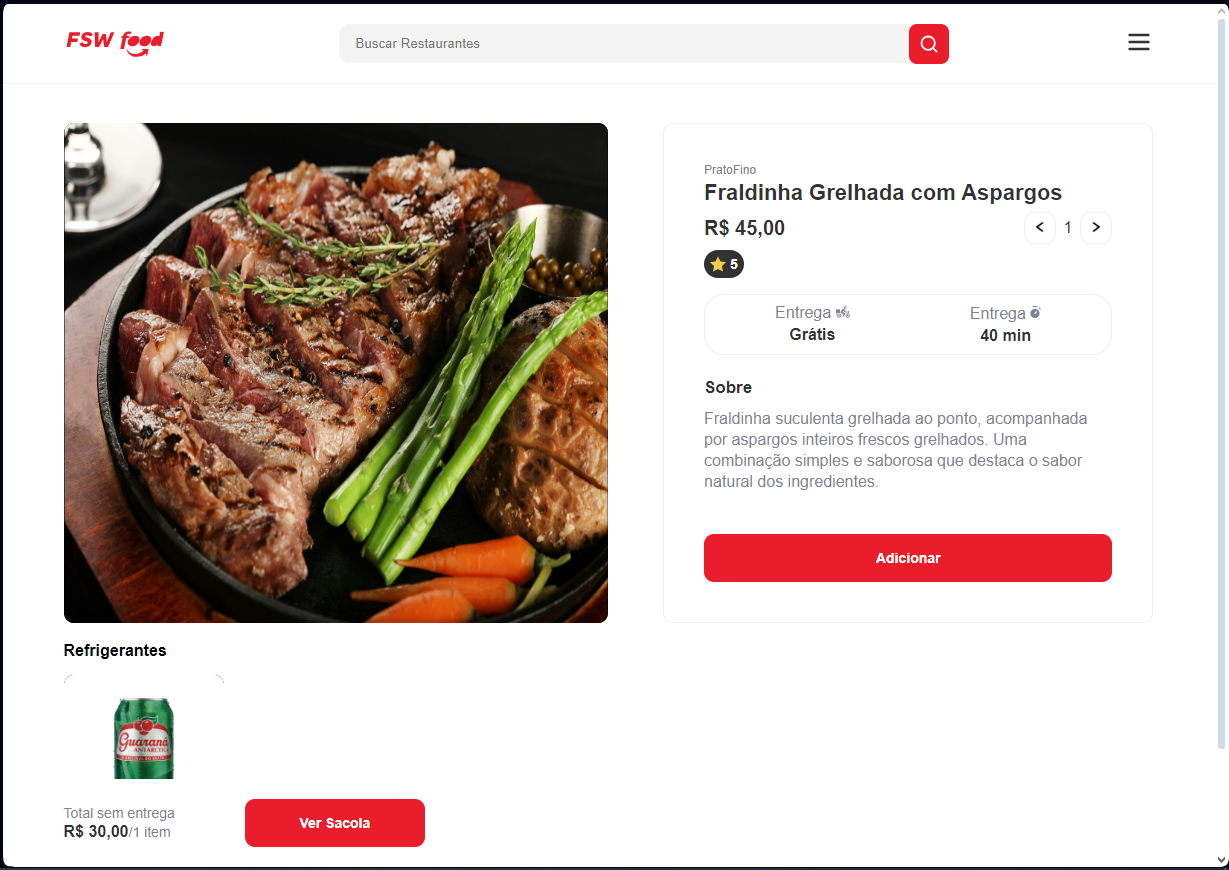 FSW food
Buscar Restaurantes
PratoFino
Fraldinha Grelhada com Aspargos
R$ 45,00
< 1 >
5
Entrega
Grátis
Entrega
40 min
Sobre
Fraldinha suculenta grelhada ao ponto, acompanhada
por aspargos inteiros frescos grelhados. Uma
combinação simples e saborosa que destaca o sabor
natural dos ingredientes.
Adicionar
Refrigerantes
Guaraná
ANTARCTICA
Total sem entrega
R$ 30,00/1 item
Ver Sacola